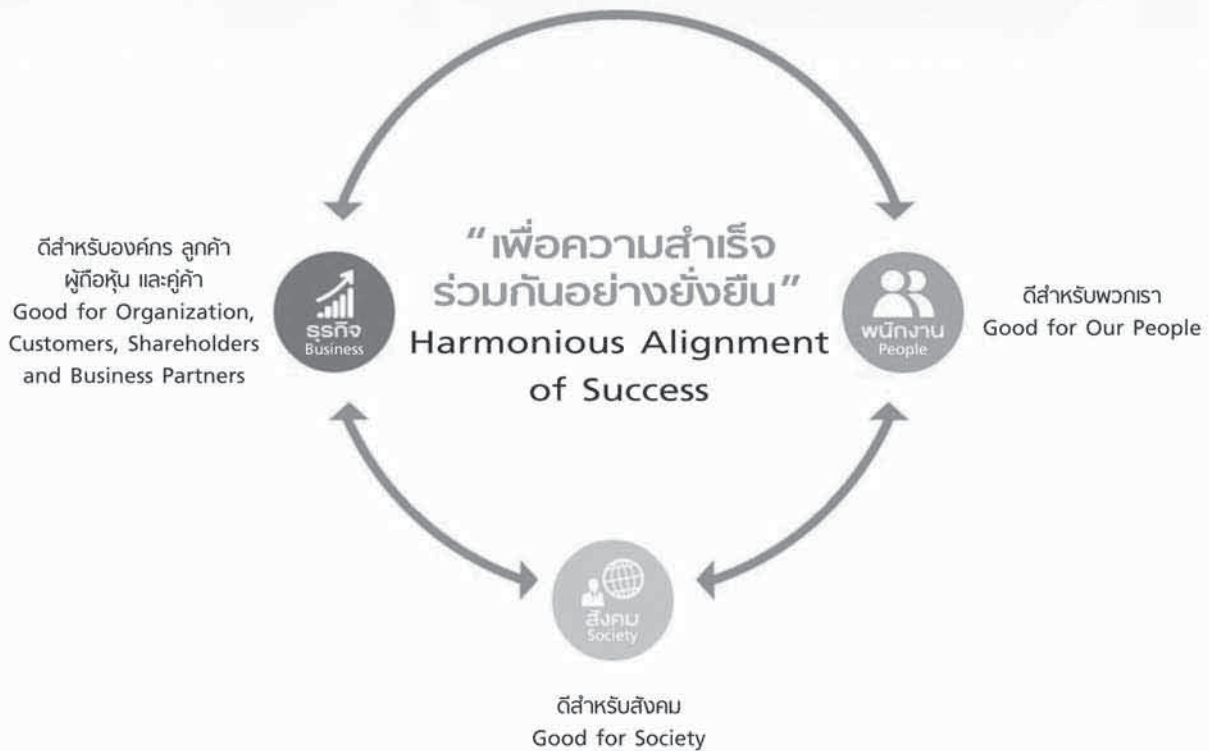 ดีสำหรับองค์กร ลูกค้า
ผู้ถือหุ้น และคู่ค้า
Good for Organization,
Customers, Shareholders
and Business Partners
ธุรกิจ
Business
“เพื่อความสำเร็จ
ร่วมกันอย่างยั่งยืน”
Harmonious Alignment
of Success
พนักงาน
People
ดีสำหรับพวกเรา
Good for Our People
สังคม
Society
ดีสำหรับสังคม
Good for Society